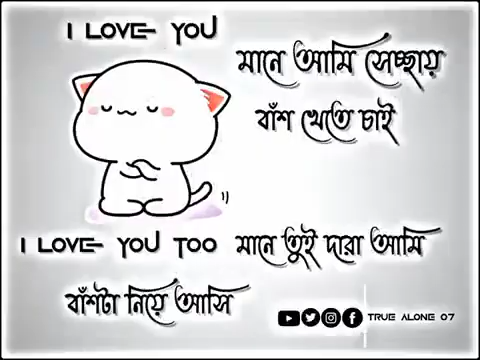 I LOVE YOU
মানে আমি সেচ্ছায়
বাঁশ খেতে চাই
I LOVE YOU TOO মানে তুই দারা আমি
বাঁশটা নিয়ে আসি
TRUE ALONE 07